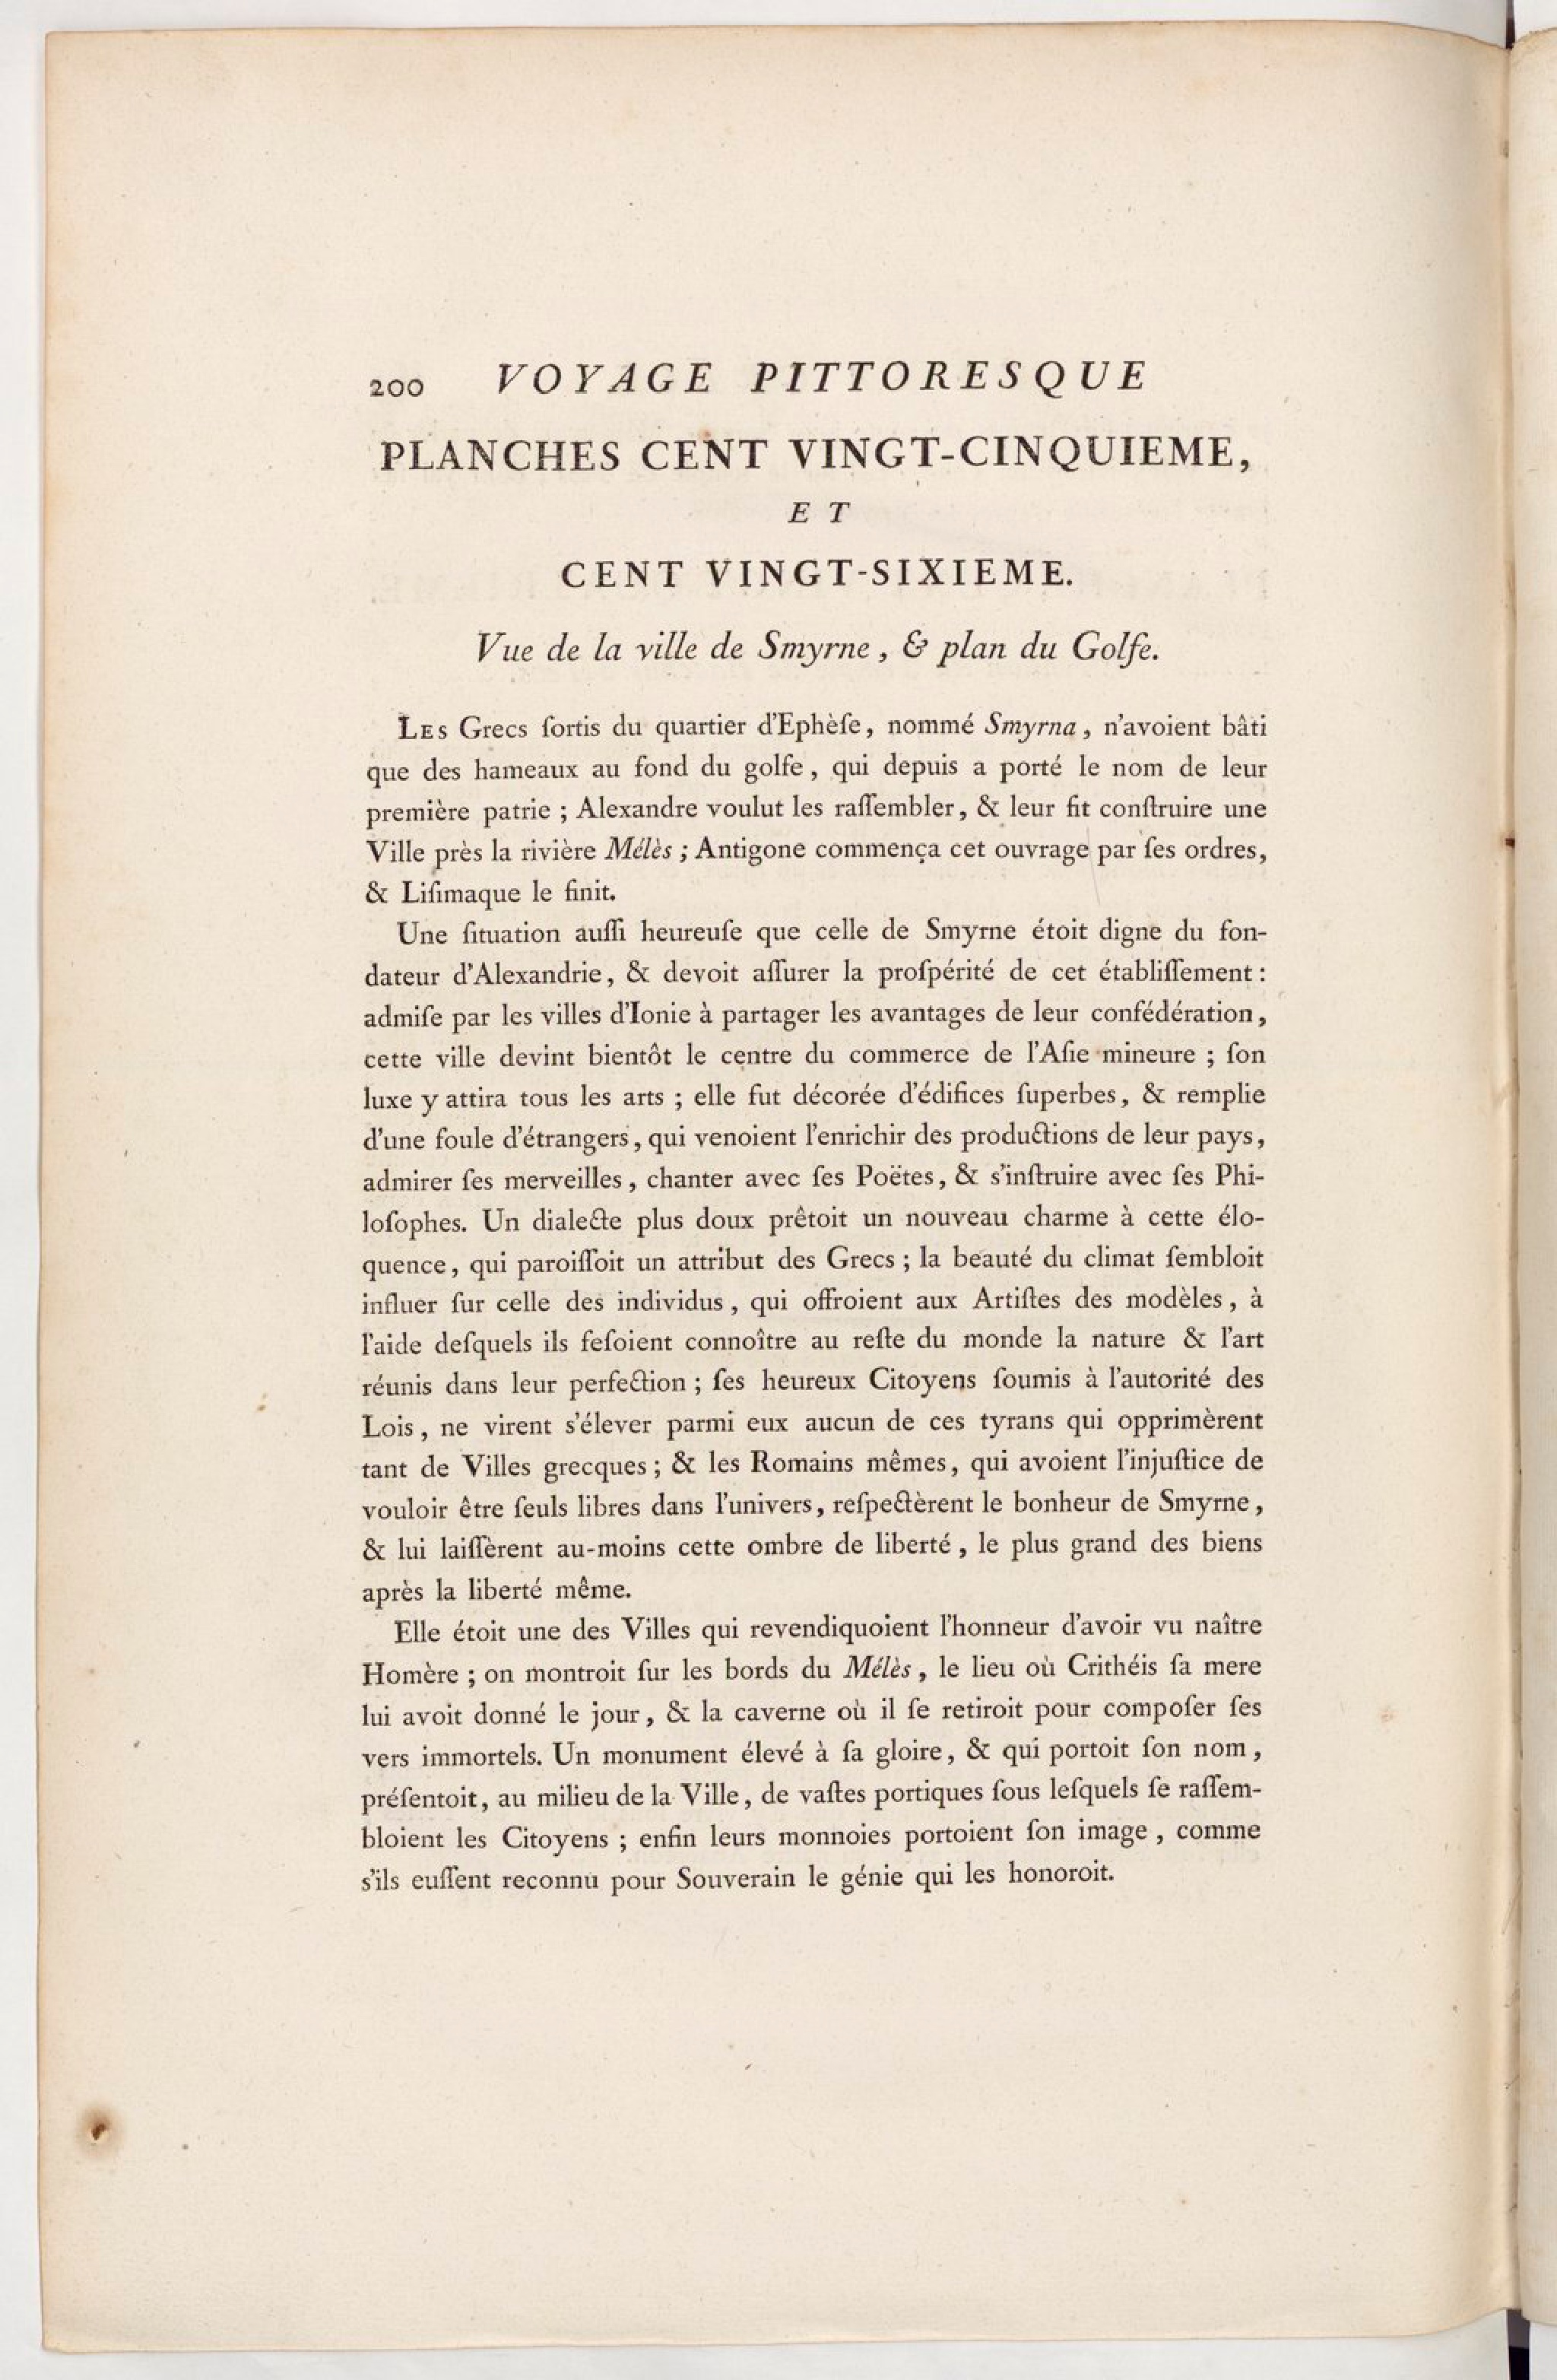 200 VOYAGE PITTORESQUE
PLANCHES CENT VINGT-CINQUIEME,
ET
CENT VINGT-SIXIEME.
Vue de la ville de Smyrne, & plan du Golfe.
LES Grecs ſortis du quartier d'Ephèſe, nommé Smyrna, n'avoient bâti
que des hameaux au fond du golfe, qui depuis a porté le nom de leur
première patrie ; Alexandre voulut les raſſembler, & leur fit conſtruire une
Ville près la rivière Mélès ; Antigone commença cet ouvrage par ſes ordres,
& Liſimaque le finit.
Une ſituation auſſi heureuſe que celle de Smyrne étoit digne du fon-
dateur d'Alexandrie, & devoit aſſurer la proſpérité de cet établiſſement :
admiſe par les villes d'Ionie à partager les avantages de leur confédération,
cette ville devint bientôt le centre du commerce de l'Aſie mineure ; ſon
luxe y attira tous les arts ; elle fut décorée d'édifices ſuperbes, & remplie
d'une foule d'étrangers, qui venoient l'enrichir des productions de leur pays,
admirer ſes merveilles, chanter avec ſes Poëtes, & s'inſtruire avec ſes Phi-
loſophes. Un dialecte plus doux prêtoit un nouveau charme à cette élo-
quence, qui paroiſſoit un attribut des Grecs ; la beauté du climat ſembloit
influer ſur celle des individus, qui offroient aux Artiſtes des modèles, à
l'aide deſquels ils feſoient connoître au reſte du monde la nature & l'art
réunis dans leur perfection ; ſes heureux Citoyens ſoumis à l'autorité des
Lois, ne virent s'élever parmi eux aucun de ces tyrans qui opprimèrent
tant de Villes grecques ; & les Romains mêmes, qui avoient l'injuſtice de
vouloir être ſeuls libres dans l'univers, reſpectèrent le bonheur de Smyrne,
& lui laiſſèrent au-moins cette ombre de liberté, le plus grand des biens
après la liberté même.
Elle étoit une des Villes qui revendiquoient l'honneur d'avoir vu naître
Homère ; on montroit ſur les bords du Mélès, le lieu où Crithéis ſa mere
lui avoit donné le jour, & la caverne où il ſe retiroit pour compoſer ſes
vers immortels. Un monument élevé à ſa gloire, & qui portoit ſon nom,
préſentoit, au milieu de la Ville, de vaſtes portiques ſous leſquels ſe raſſem-
bloient les Citoyens ; enfin leurs monnoies portoient ſon image, comme
s'ils euſſent reconnu pour Souverain le génie qui les honoroit.